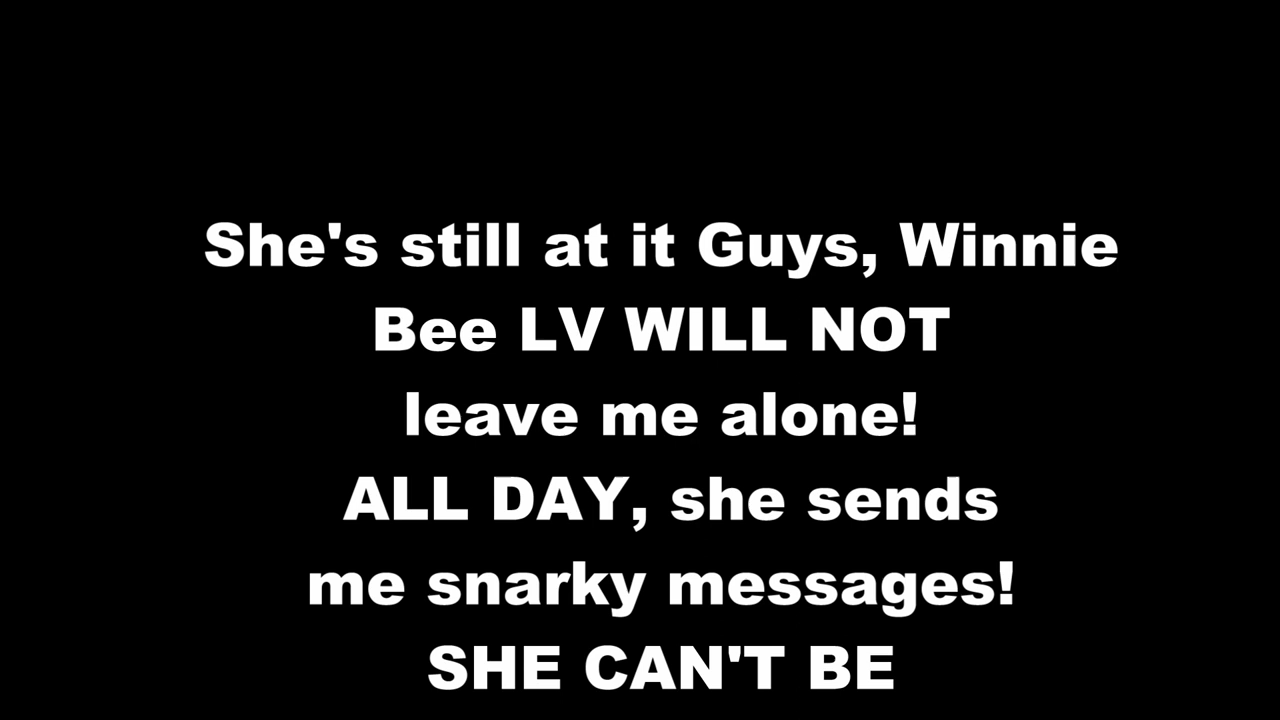 She's still at it Guys, Winnie
Bee LV WILL NOT
leave me alone!
ALL DAY, she sends
me snarky messages!
SHE CAN'T BE